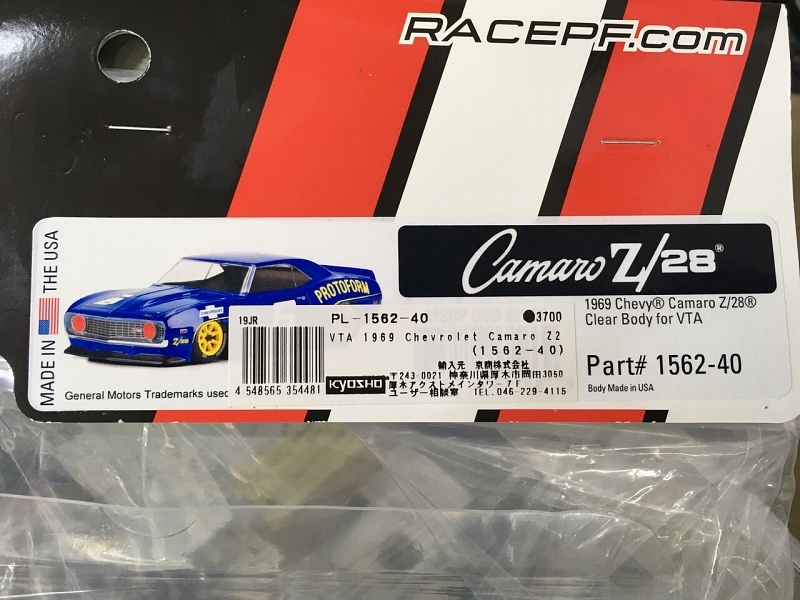 RACEPF.com
MADE IN THE USA
Camaro Z/28®
1969 Chevy® Camaro Z/28®
Clear Body for VTA
Part# 1562-40
Body Made in USA
PROTOFORM
Z/28
General Motors Trademarks used
19JR
PL-1562-40 ●3700
VTA 1969 Chevrolet Camaro Z2
(1562-40)
4 548565 354481
KYOSHO
輸入元 京商株式会社
〒243-0021 神奈川県厚木市岡田3050
厚木アクストメインタワー7F
ユーザー相談室 TEL.046-229-4115